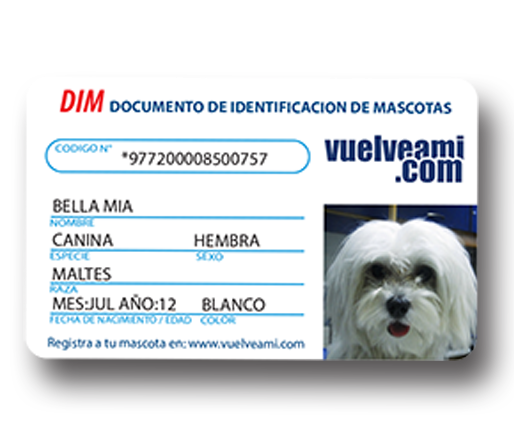 DIM DOCUMENTO DE IDENTIFICACION DE MASCOTAS
CODIGO N°
*977200008500757
vuelveami
.com
BELLA MIA
NOMBRE
CANINA HEMBRA
ESPECIE SEXO
MALTES
RAZA
MES:JUL AÑO:12 BLANCO
FECHA DE NACIMIENTO / EDAD COLOR
Registra a tu mascota en: www.vuelveami.com